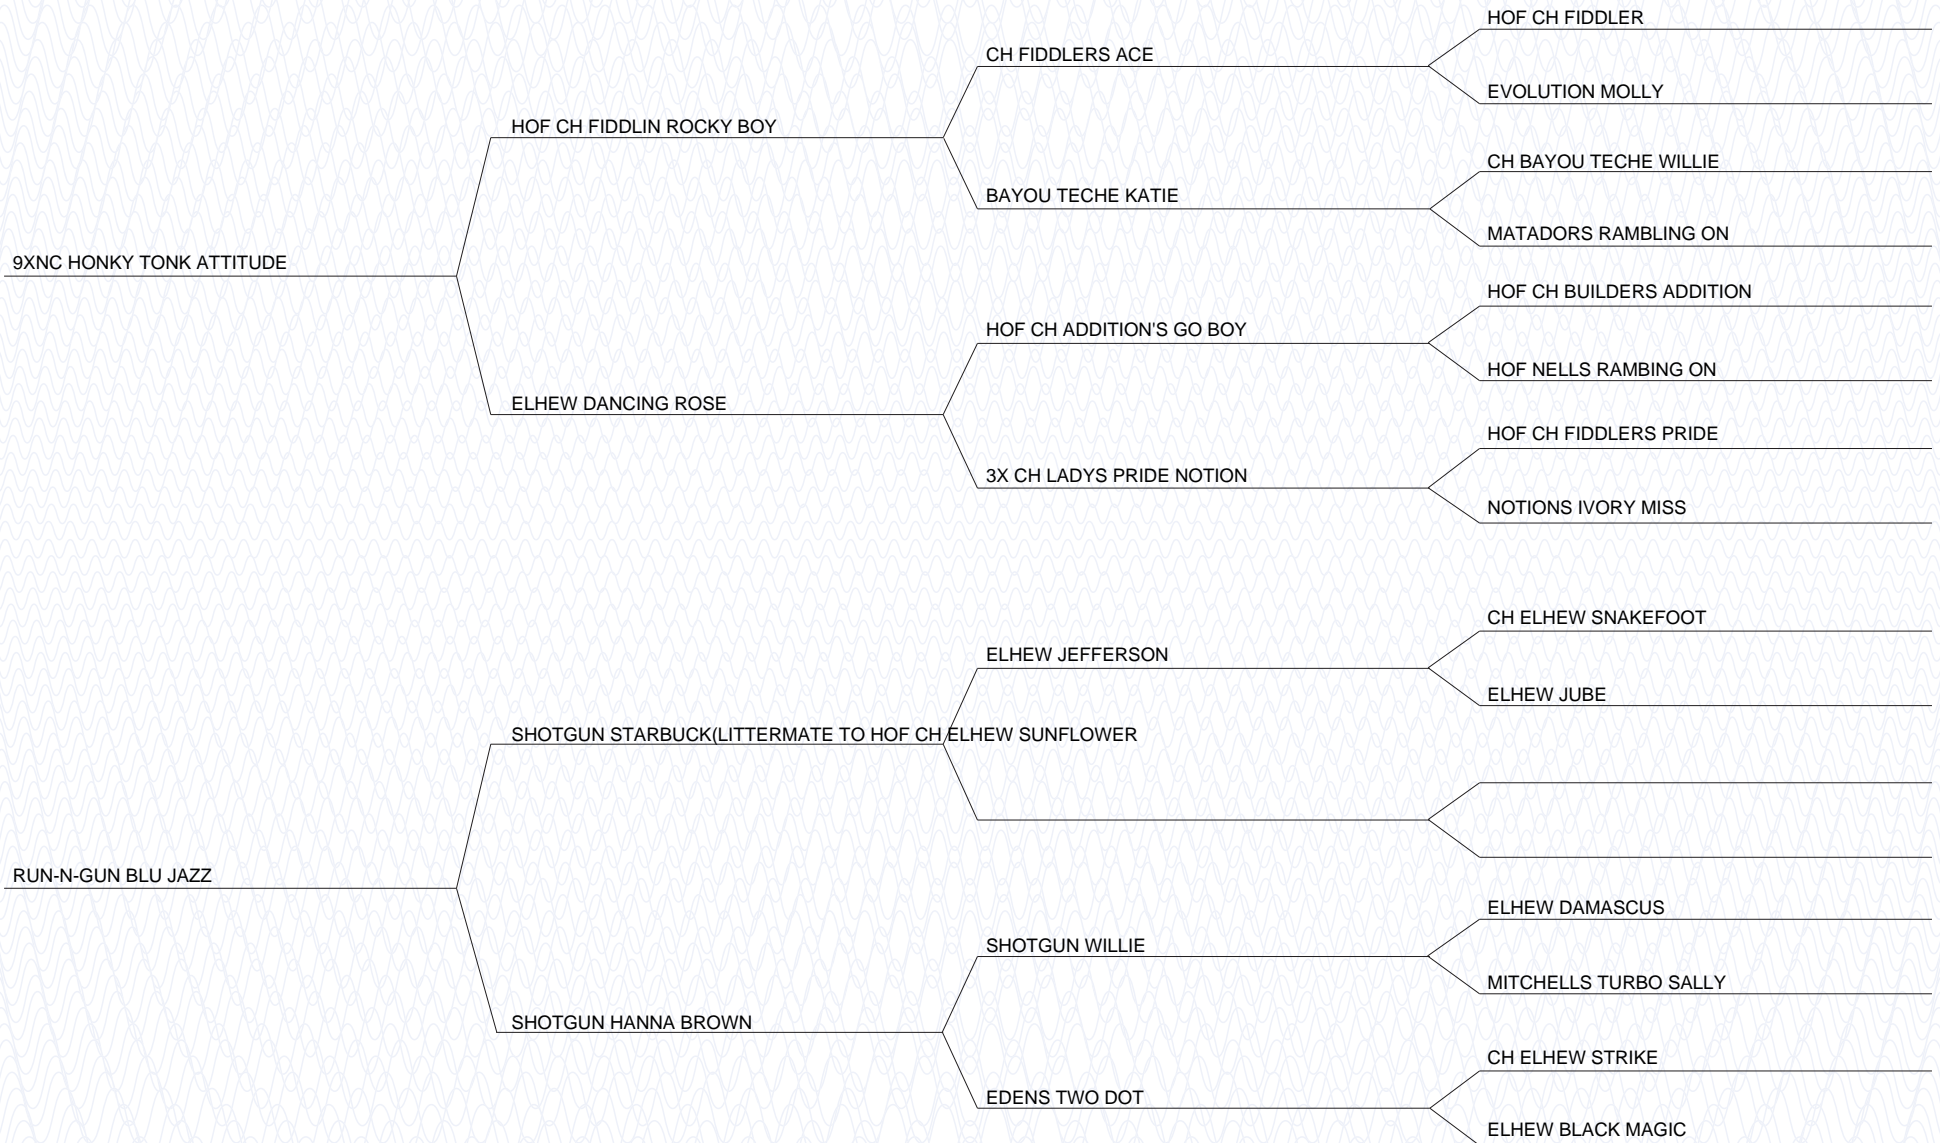 HOF CH FIDDLER
CH FIDDLERS ACE
EVOLUTION MOLLY
HOF CH FIDDLIN ROCKY BOY
CH BAYOU TECHE WILLIE
BAYOU TECHE KATIE
MATADORS RAMBLING ON
9XNC HONKY TONK ATTITUDE
HOF CH BUILDERS ADDITION
HOF CH ADDITION'S GO BOY
HOF NELLS RAMBING ON
ELHEW DANCING ROSE
HOF CH FIDDLERS PRIDE
3X CH LADYS PRIDE NOTION
NOTIONS IVORY MISS
CH ELHEW SNAKEFOOT
ELHEW JEFFERSON
ELHEW JUBE
SHOTGUN STARBUCK(LITTERMATE TO HOF CH ELHEW SUNFLOWER
RUN-N-GUN BLU JAZZ
ELHEW DAMASCUS
SHOTGUN WILLIE
MITCHELLS TURBO SALLY
SHOTGUN HANNA BROWN
CH ELHEW STRIKE
EDENS TWO DOT
ELHEW BLACK MAGIC